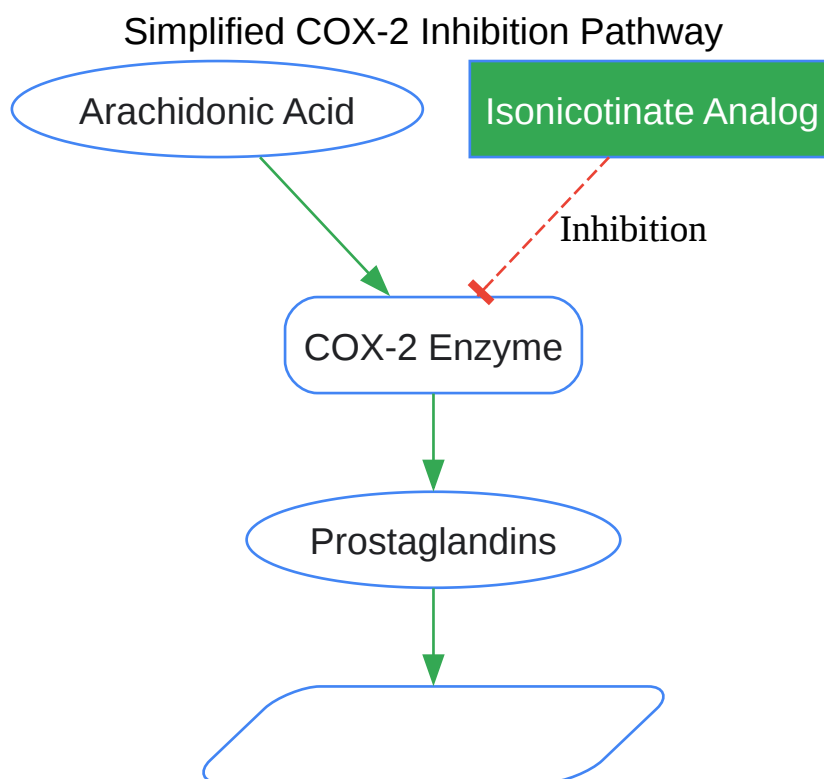 Simplified COX-2 Inhibition Pathway
Arachidonic Acid
Isonicotinate Analog
Inhibition
COX-2 Enzyme
Prostaglandins